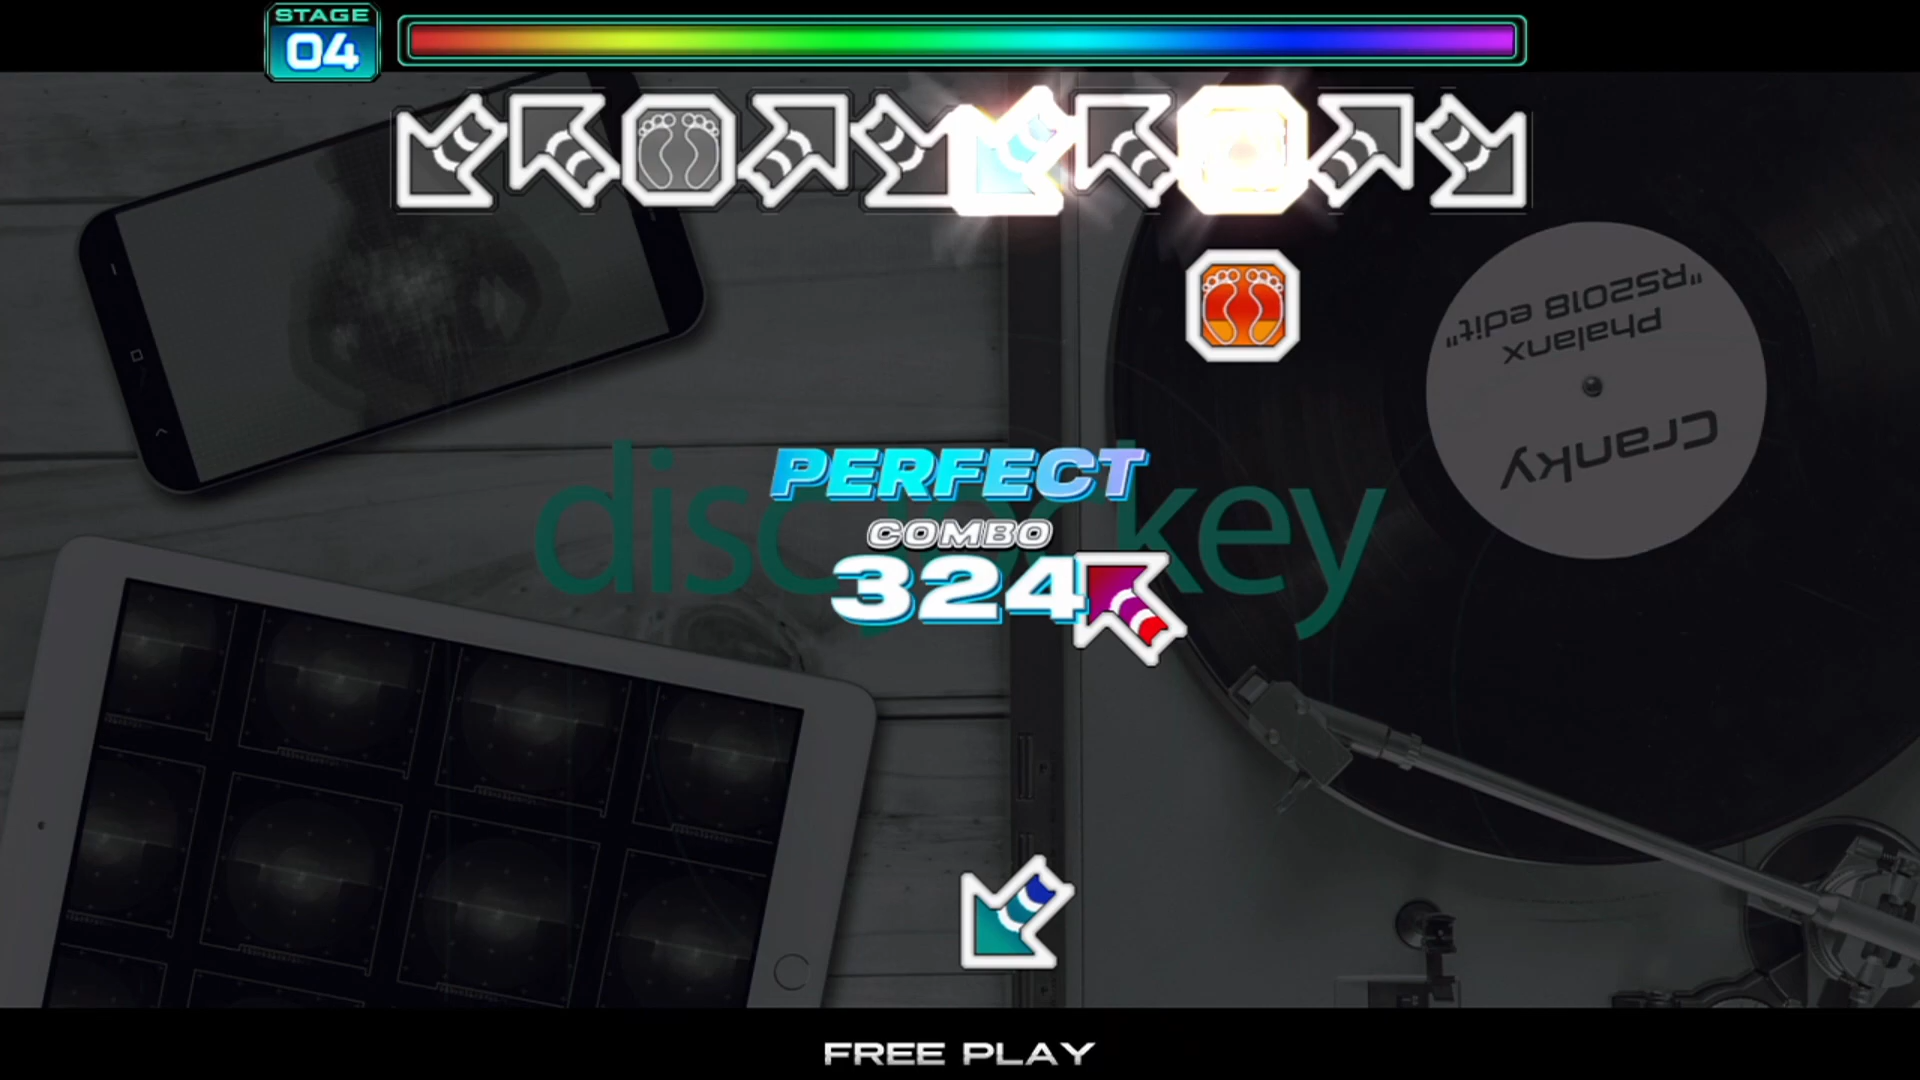 STAGE
04
"RS2018 edit"
phalanx
Cranky
PERFECT
COMBO
324
FREE PLAY